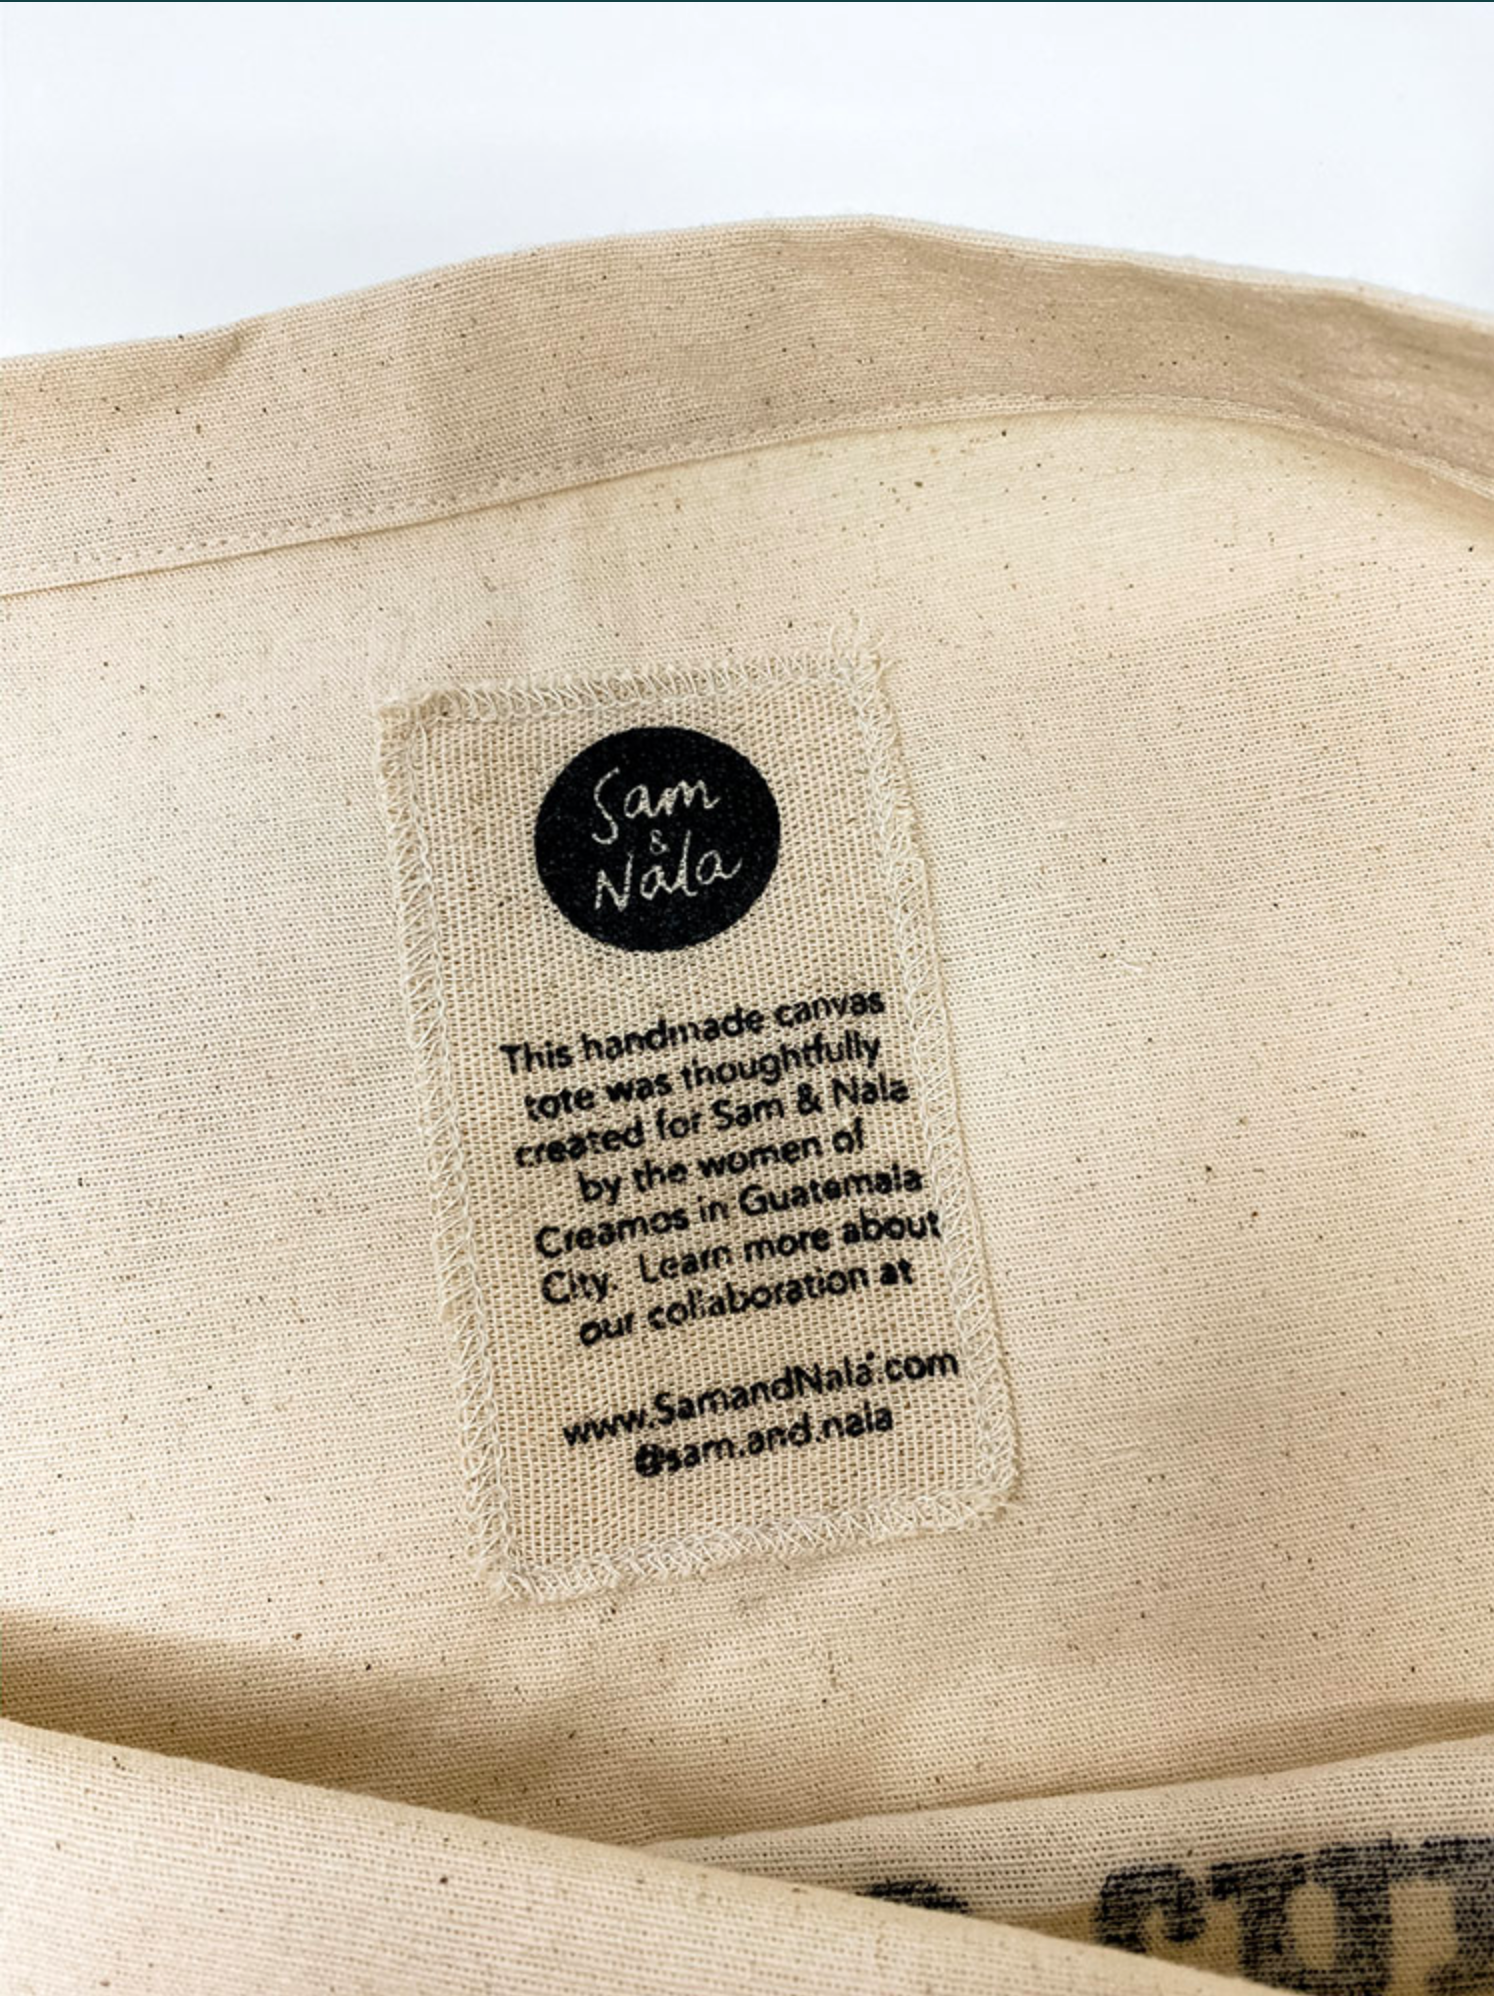 Sam
&
Nala
This handmade canvas
tote was thoughtfully
created for Sam & Nala
by the women of
Creamos in Guatemala
City. Learn more about
our collaboration at
www.SamandNala.com
@sam.and.nala